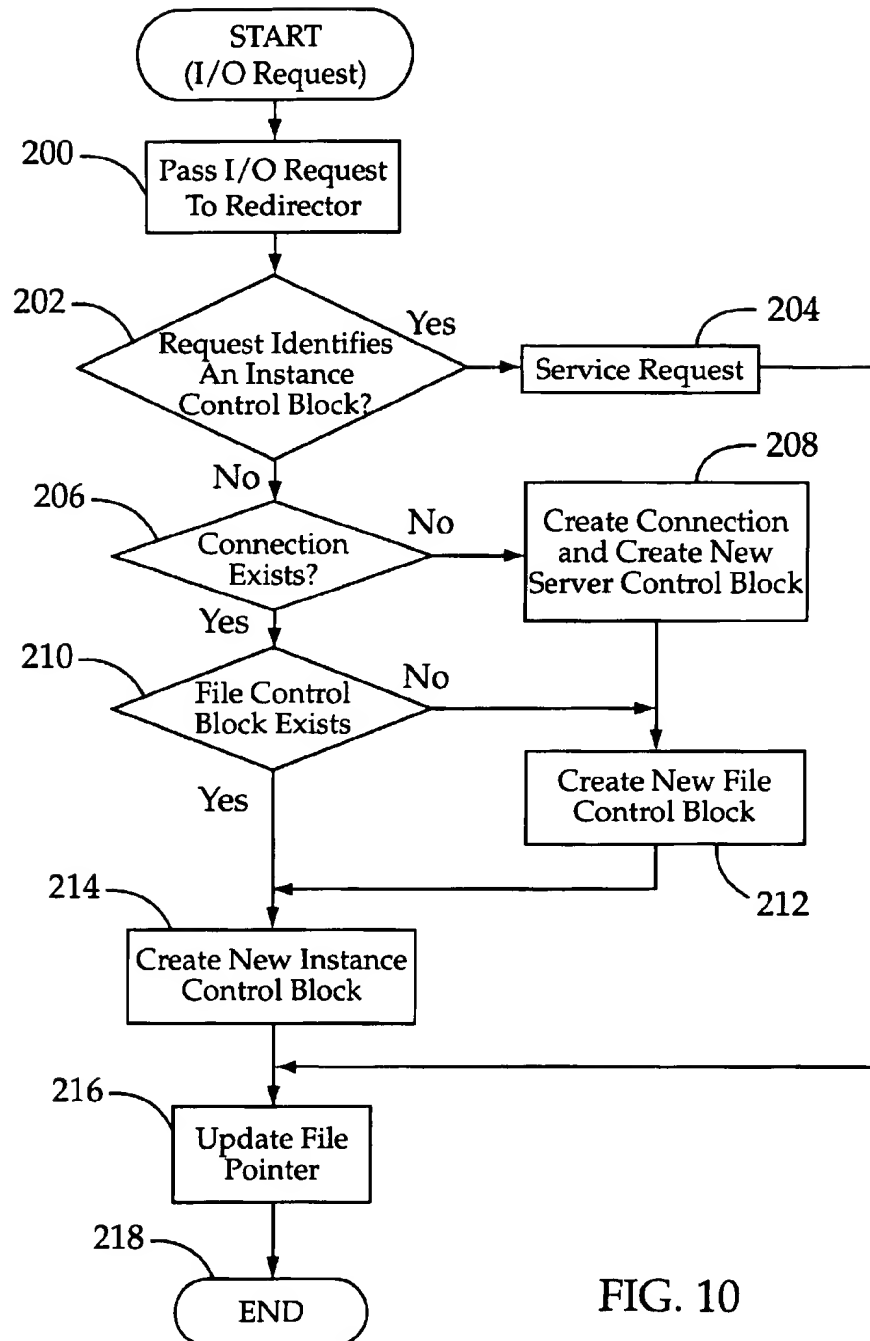 START
(I/O Request)
200
Pass I/O Request
To Redirector
202
Request Identifies
An Instance
Control Block?
Yes
204
Service Request
No
206
Connection
Exists?
No
208
Create Connection
and Create New
Server Control Block
Yes
210
File Control
Block Exists
No
Create New File
Control Block
212
Yes
214
Create New Instance
Control Block
216
Update File
Pointer
218
END
FIG. 10